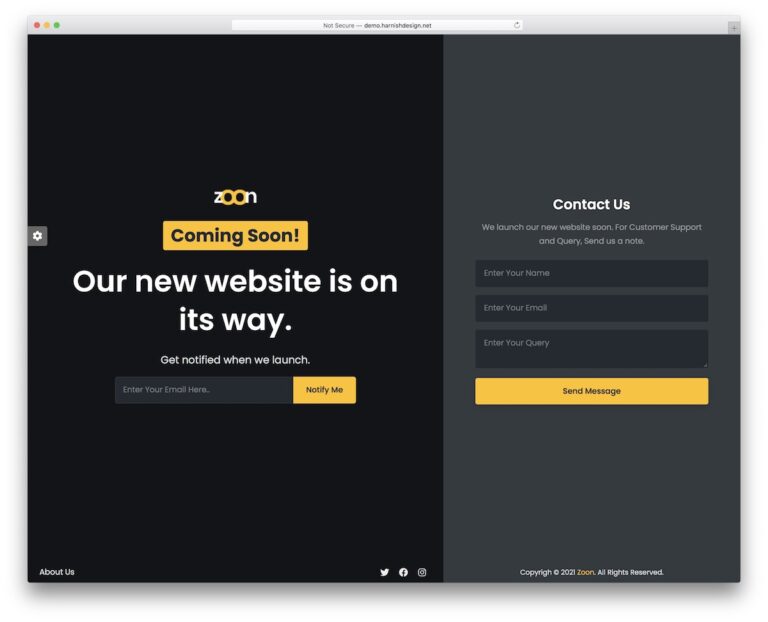 Not Secure — demo.harnishdesign.net
zoon
Coming Soon!
Our new website is on
its way.
Get notified when we launch.
Enter Your Email Here..
Notify Me
About Us
Contact Us
We launch our new website soon. For Customer Support
and Query, Send us a note.
Enter Your Name
Enter Your Email
Enter Your Query
Send Message
Copyrigh © 2021 Zoon. All Rights Reserved.